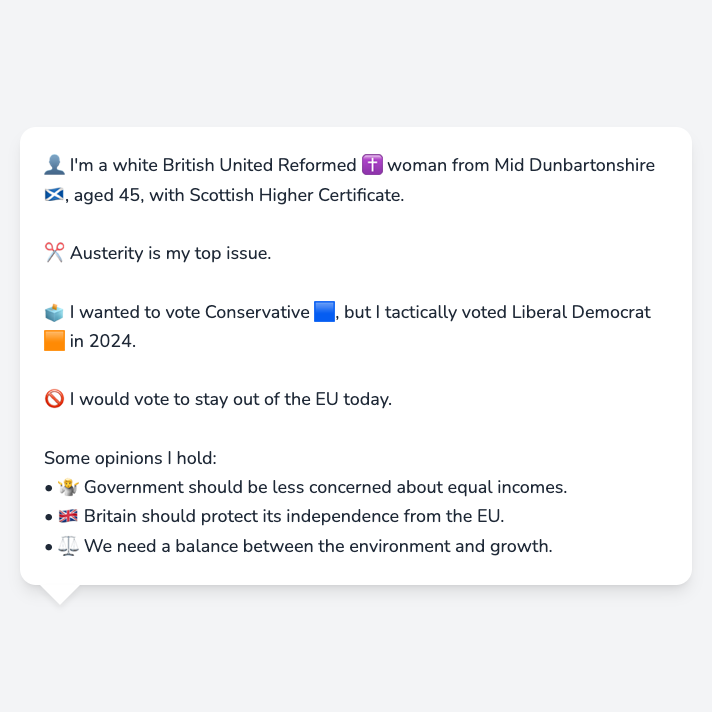 👤 I'm a white British United Reformed ✝️ woman from Mid Dunbartonshire
🏴󠁧󠁢󠁳󠁣󠁴󠁿, aged 45, with Scottish Higher Certificate.
✂️ Austerity is my top issue.
🗳️ I wanted to vote Conservative 🟦, but I tactically voted Liberal Democrat
🟧 in 2024.
🚫 I would vote to stay out of the EU today.
Some opinions I hold:
• 🤷 Government should be less concerned about equal incomes.
• 🇬🇧 Britain should protect its independence from the EU.
• ⚖️ We need a balance between the environment and growth.